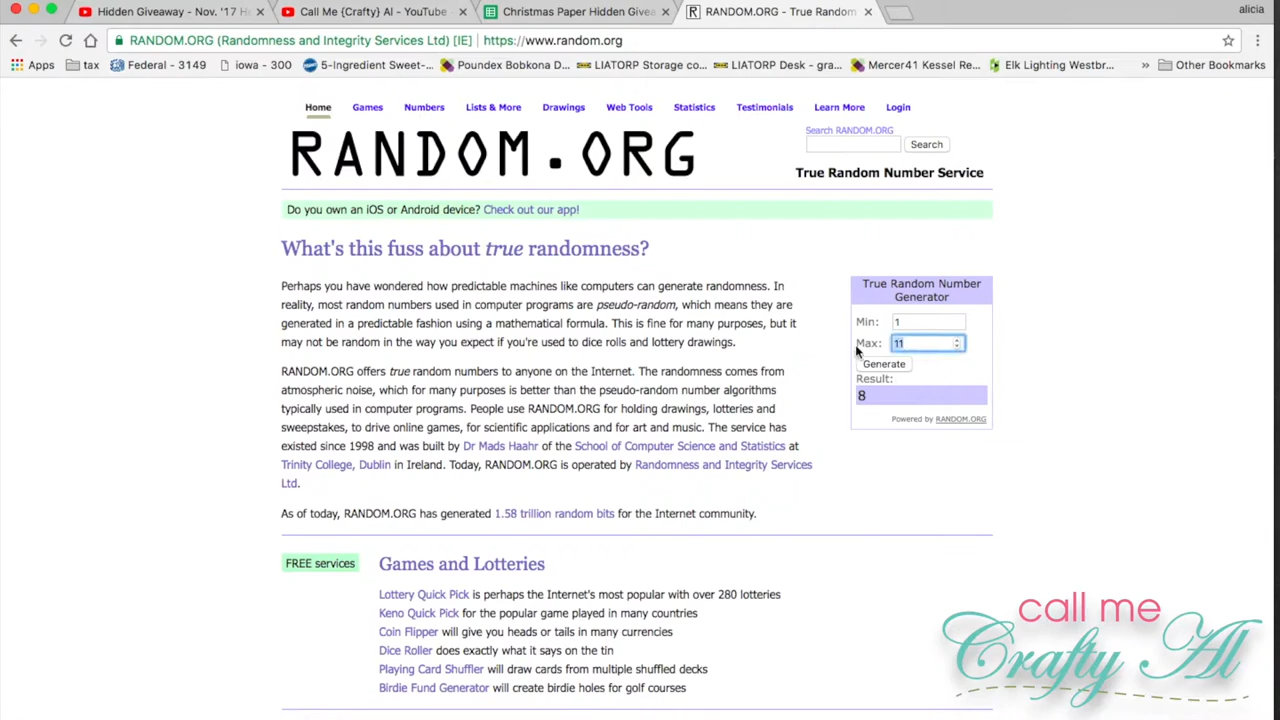 Hidden Giveaway - Nov. '17 H
Call Me {Crafty} Al - YouTube
Christmas Paper Hidden Givea
RANDOM.ORG - True Random
alicia
RANDOM.ORG (Randomness and Integrity Services Ltd) [IE] | https://www.random.org
Apps tax Federal - 3149 iowa - 300 5-Ingredient Sweet-... Poundex Bobkona D... LIATORP Storage co... LIATORP Desk - gra... Mercer41 Kessel Re... Elk Lighting Westbr... » Other Bookmarks
Home Games Numbers Lists & More Drawings Web Tools Statistics Testimonials Learn More Login
RANDOM.ORG
Search RANDOM.ORG
Search
True Random Number Service
Do you own an iOS or Android device? Check out our app!
What's this fuss about true randomness?
Perhaps you have wondered how predictable machines like computers can generate randomness. In
reality, most random numbers used in computer programs are pseudo-random, which means they are
generated in a predictable fashion using a mathematical formula. This is fine for many purposes, but it
may not be random in the way you expect if you're used to dice rolls and lottery drawings.
RANDOM.ORG offers true random numbers to anyone on the Internet. The randomness comes from
atmospheric noise, which for many purposes is better than the pseudo-random number algorithms
typically used in computer programs. People use RANDOM.ORG for holding drawings, lotteries and
sweepstakes, to drive online games, for scientific applications and for art and music. The service has
existed since 1998 and was built by Dr Mads Haahr of the School of Computer Science and Statistics at
Trinity College, Dublin in Ireland. Today, RANDOM.ORG is operated by Randomness and Integrity Services
Ltd.
As of today, RANDOM.ORG has generated 1.58 trillion random bits for the Internet community.
True Random Number
Generator
Min: 1
Max: 11
Generate
Result:
8
Powered by RANDOM.ORG
FREE services
Games and Lotteries
Lottery Quick Pick is perhaps the Internet's most popular with over 280 lotteries
Keno Quick Pick for the popular game played in many countries
Coin Flipper will give you heads or tails in many currencies
Dice Roller does exactly what it says on the tin
Playing Card Shuffler will draw cards from multiple shuffled decks
Birdie Fund Generator will create birdie holes for golf courses
call me
Crafty Al